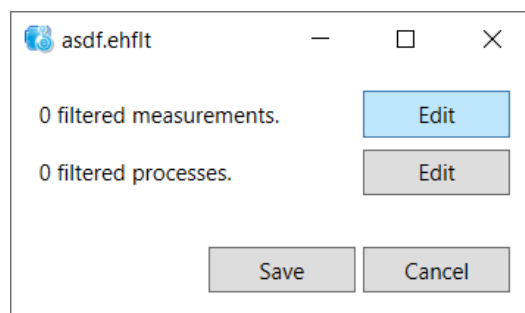 asdf.ehflt
0 filtered measurements. Edit
0 filtered processes. Edit
Save Cancel